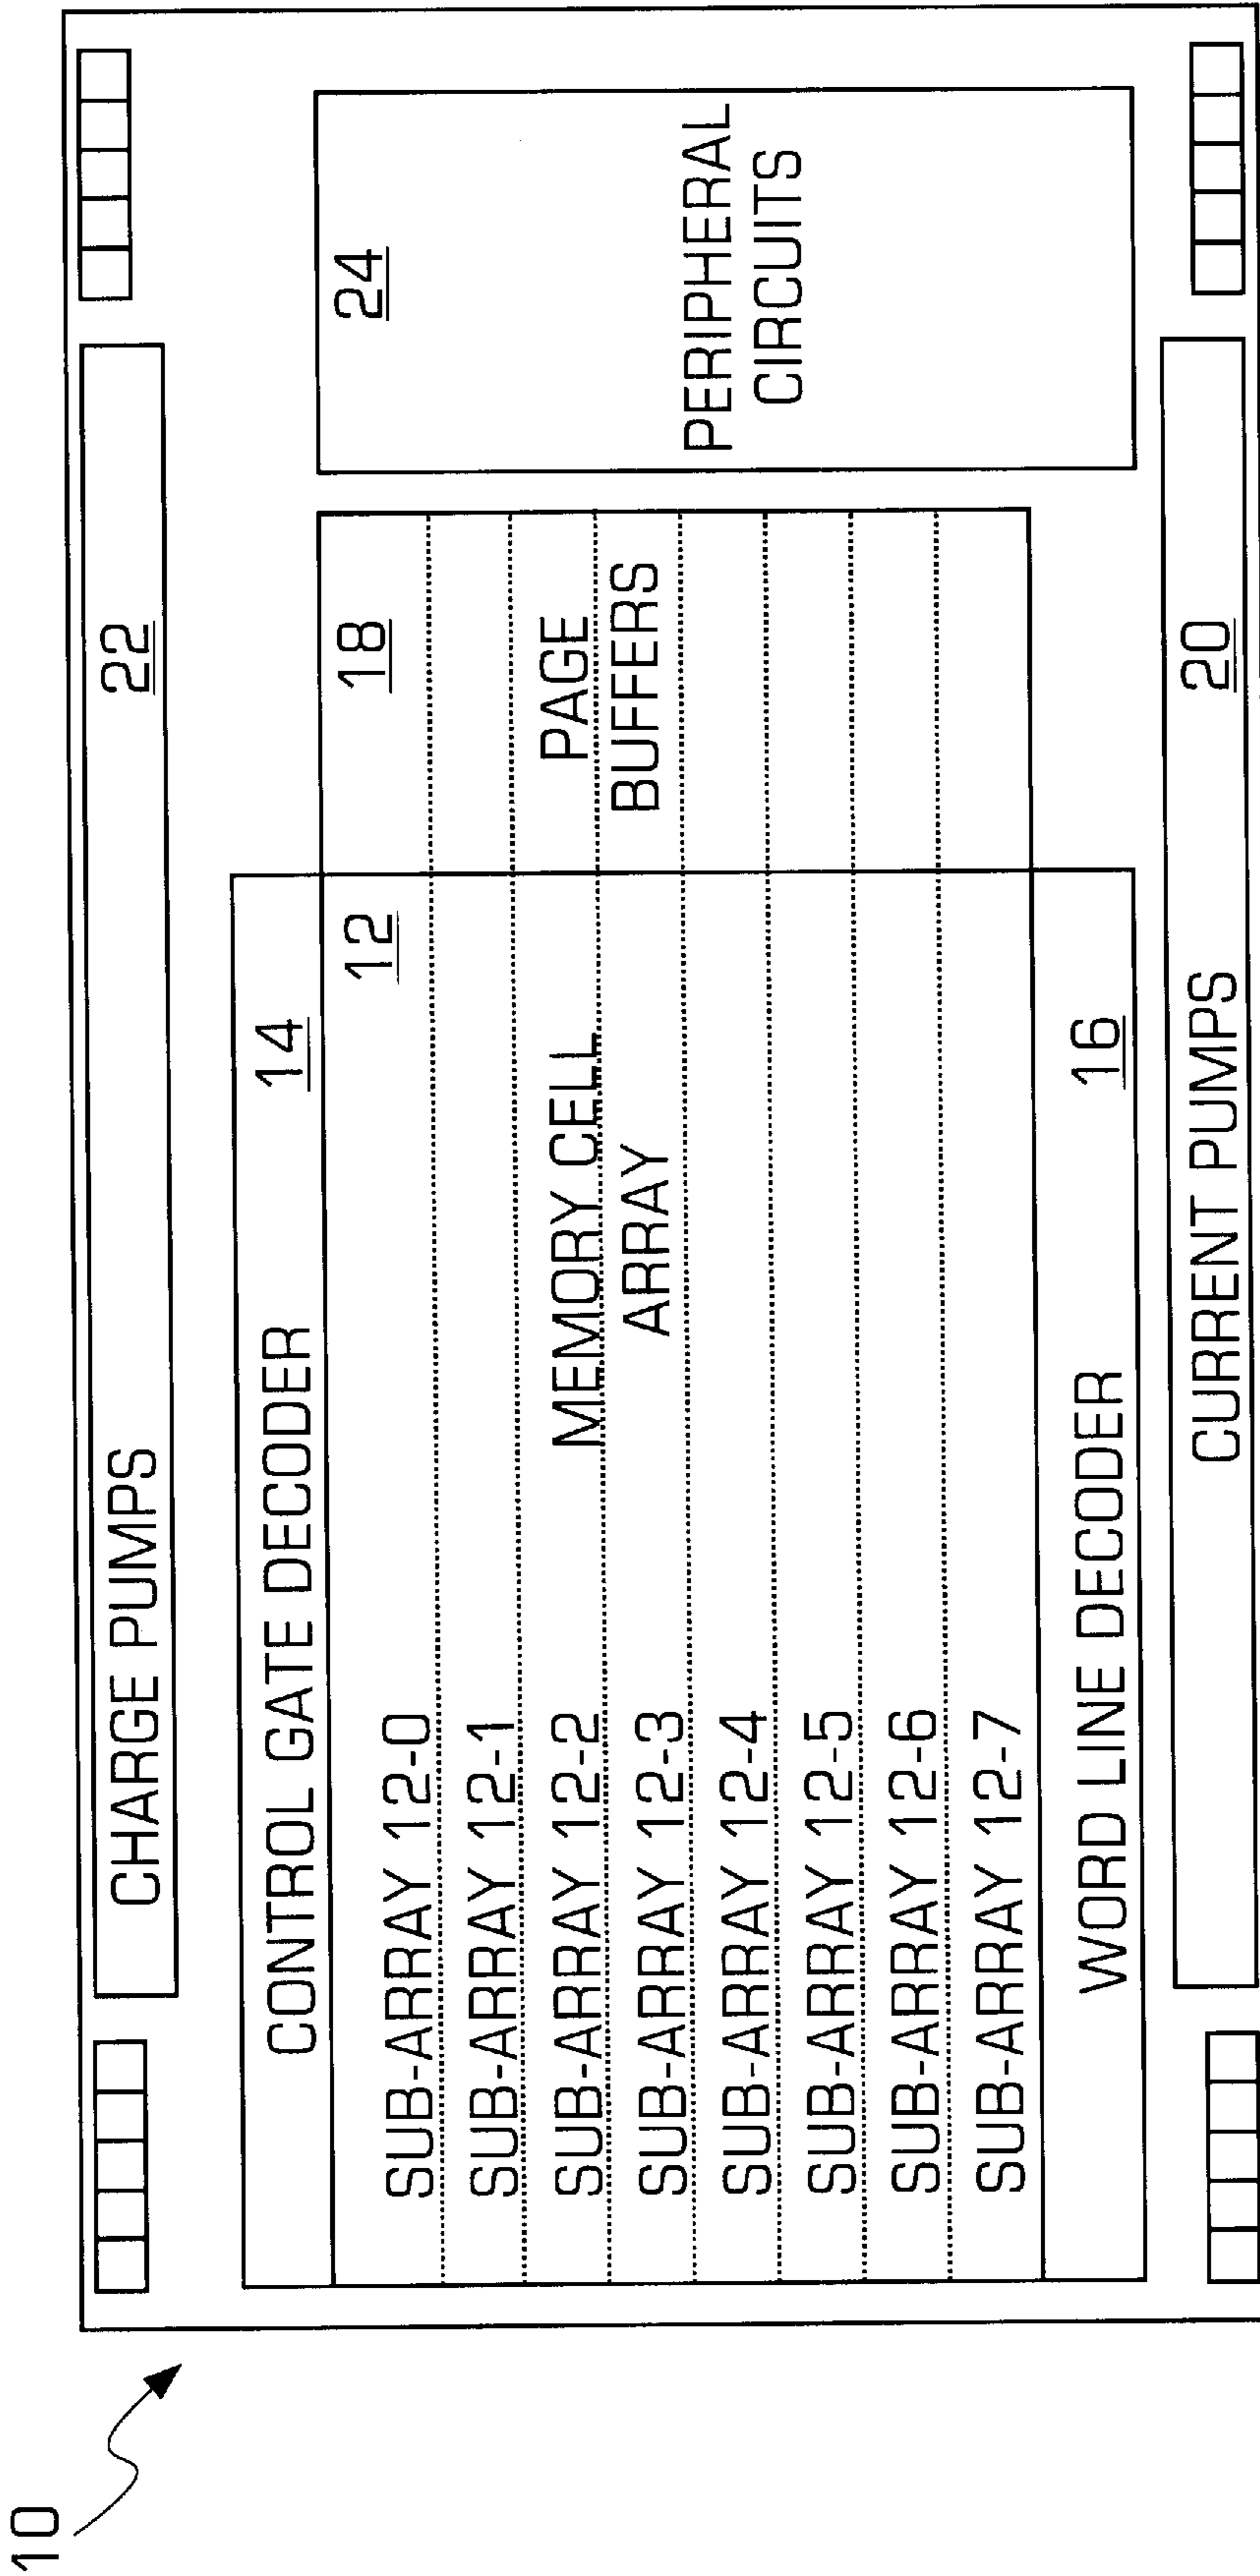 10
CHARGE PUMPS 22
CONTROL GATE DECODER 14
12
18
24
SUB-ARRAY 12-0
SUB-ARRAY 12-1
SUB-ARRAY 12-2
SUB-ARRAY 12-3
SUB-ARRAY 12-4
SUB-ARRAY 12-5
SUB-ARRAY 12-6
SUB-ARRAY 12-7
MEMORY CELL
ARRAY
PAGE
BUFFERS
PERIPHERAL
CIRCUITS
WORD LINE DECODER 16
CURRENT PUMPS 20